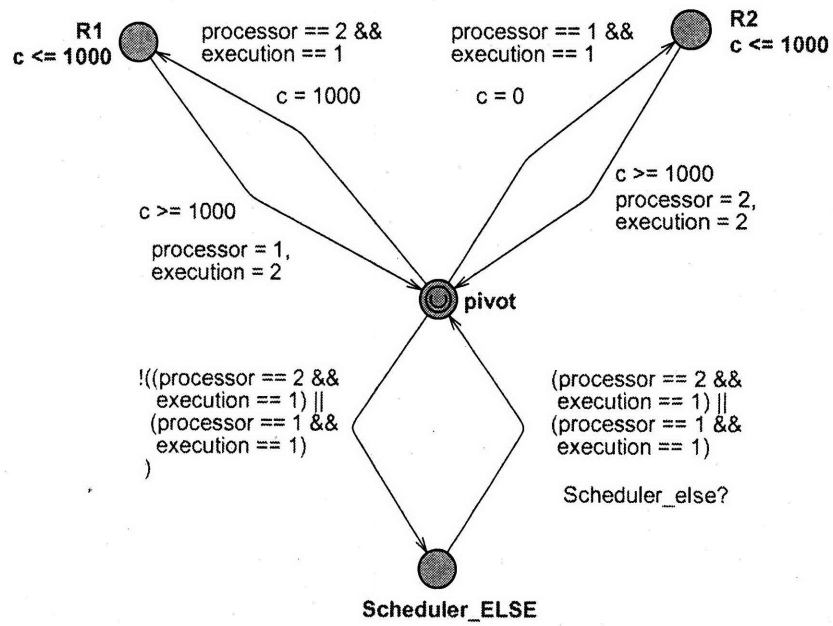 R1
c <= 1000
processor == 2 &&
execution == 1
c = 1000
processor == 1 &&
execution == 1
c = 0
R2
c <= 1000
c >= 1000
processor = 1,
execution = 2
c >= 1000
processor = 2,
execution = 2
pivot
!((processor == 2 &&
execution == 1) ||
(processor == 1 &&
execution == 1)
)
(processor == 2 &&
execution == 1) ||
(processor == 1 &&
execution == 1)
Scheduler_else?
Scheduler_ELSE